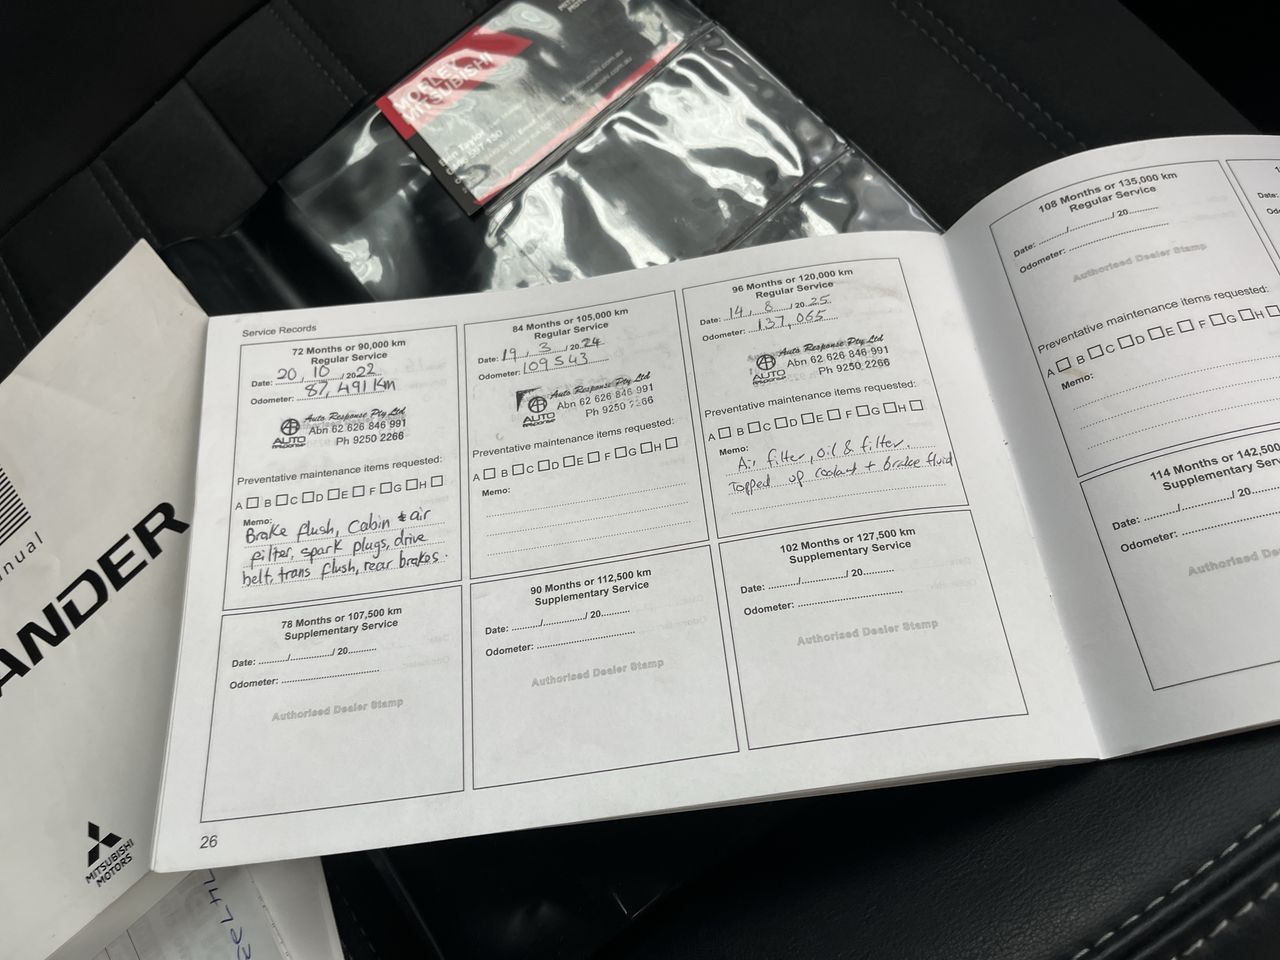 MORLEY
MITSUBISHI
Service Records
72 Months or 90,000 km
Regular Service
Date: 20 / 10 / 2022
Odometer: 87,491 Km
Auto Response Pty Ltd
Abn 62 626 846 991
Ph 9250 2266
AUTO
response
Preventative maintenance items requested:
A B C D E F G H
Memo:
Brake flush, Cabin & air
filter, spark plugs, drive
belt, trans flush, rear brakes.
78 Months or 107,500 km
Supplementary Service
Date: ........../................/ 20..........
Odometer: ...................................
Authorised Dealer Stamp
84 Months or 105,000 km
Regular Service
Date: 19 / 3 / 2024
Odometer: 109543
Auto Response Pty Ltd
Abn 62 626 846 991
Ph 9250 2266
AUTO
response
Preventative maintenance items requested:
A B C D E F G H
Memo:
90 Months or 112,500 km
Supplementary Service
Date: ........../................/ 20..........
Odometer: ...................................
Authorised Dealer Stamp
96 Months or 120,000 km
Regular Service
Date: 14 / 8 / 2025
Odometer: 137,065
Auto Response Pty Ltd
Abn 62 626 846 991
Ph 9250 2266
AUTO
response
Preventative maintenance items requested:
A B C D E F G H
Memo:
Air filter, oil & filter,
Topped up coolant + brake fluid
102 Months or 127,500 km
Supplementary Service
Date: ........../................/ 20..........
Odometer: ...................................
Authorised Dealer Stamp
26
108 Months or 135,000 km
Regular Service
Date: ........../................/ 20..........
Odometer: ...................................
Authorised Dealer Stamp
Preventative maintenance items requested:
A B C D E F G H
Memo:
114 Months or 142,500
Supplementary Serv
Date: ........../................/ 20
Odometer: ...................................
Authorised Dea
anual
ANDER
MITSUBISHI
MOTORS